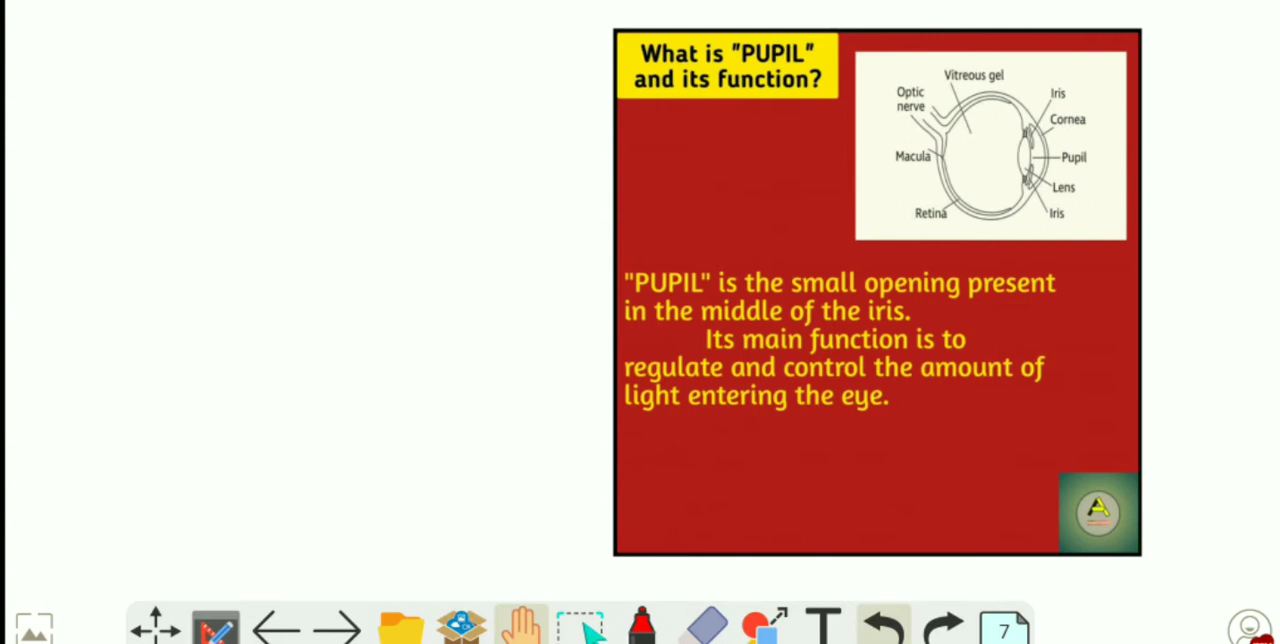 What is "PUPIL"
and its function?
Vitreous gel
Optic
nerve
Iris
Cornea
Macula
Pupil
Lens
Retina
Iris
"PUPIL" is the small opening present
in the middle of the iris.
Its main function is to
regulate and control the amount of
light entering the eye.
A
T
7